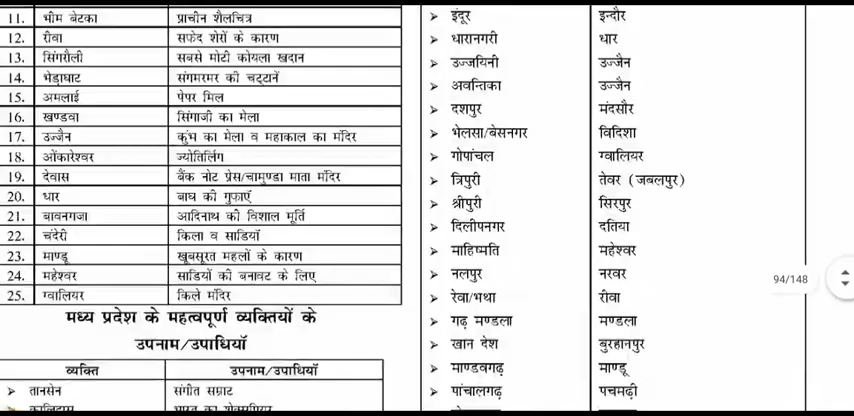 11. भीम बेटका प्राचीन शैलचित्र
12. रीवा सफेद शेरों के कारण
13. सिंगरौली सबसे मोटी कोयला खदान
14. भेड़ाघाट संगमरमर की चट्टानें
15. अमलाई पेपर मिल
16. खण्डवा सिंगाजी का मेला
17. उज्जैन कुंभ का मेला व महाकाल का मंदिर
18. ओंकारेश्वर ज्योतिर्लिंग
19. देवास बैंक नोट प्रेस/चामुण्डा माता मंदिर
20. धार बाघ की गुफाएॅं
21. बावनगजा आदिनाथ की विशाल मूर्ति
22. चंदेरी किला व साडियॉं
23. माण्डू खूबसूरत महलों के कारण
24. महेश्वर साडियों की बनावट के लिए
25. ग्वालियर किले मंदिर
मध्य प्रदेश के महत्वपूर्ण व्यक्तियों के
उपनाम/उपाधियॉं
व्यक्ति उपनाम/उपाधियॉं
➢ तानसेन संगीत सम्राट
➢ कालिदास भारत का शेक्सपियर
➢ इंदूर इन्दौर
➢ धारानगरी धार
➢ उज्जयिनी उज्जैन
➢ अवन्तिका उज्जैन
➢ दशपुर मंदसौर
➢ भेलसा/बेसनगर विदिशा
➢ गोपांचल ग्वालियर
➢ त्रिपुरी तेवर (जबलपुर)
➢ श्रीपुरी सिरपुर
➢ दिलीपनगर दतिया
➢ माहिष्मति महेश्वर
➢ नलपुर नरवर
➢ रेवा/भथा रीवा
➢ गढ़ मण्डला मण्डला
➢ खान देश बुरहानपुर
➢ माण्डवगढ़ माण्डू
➢ पांचालगढ़ पचमढ़ी
94/148